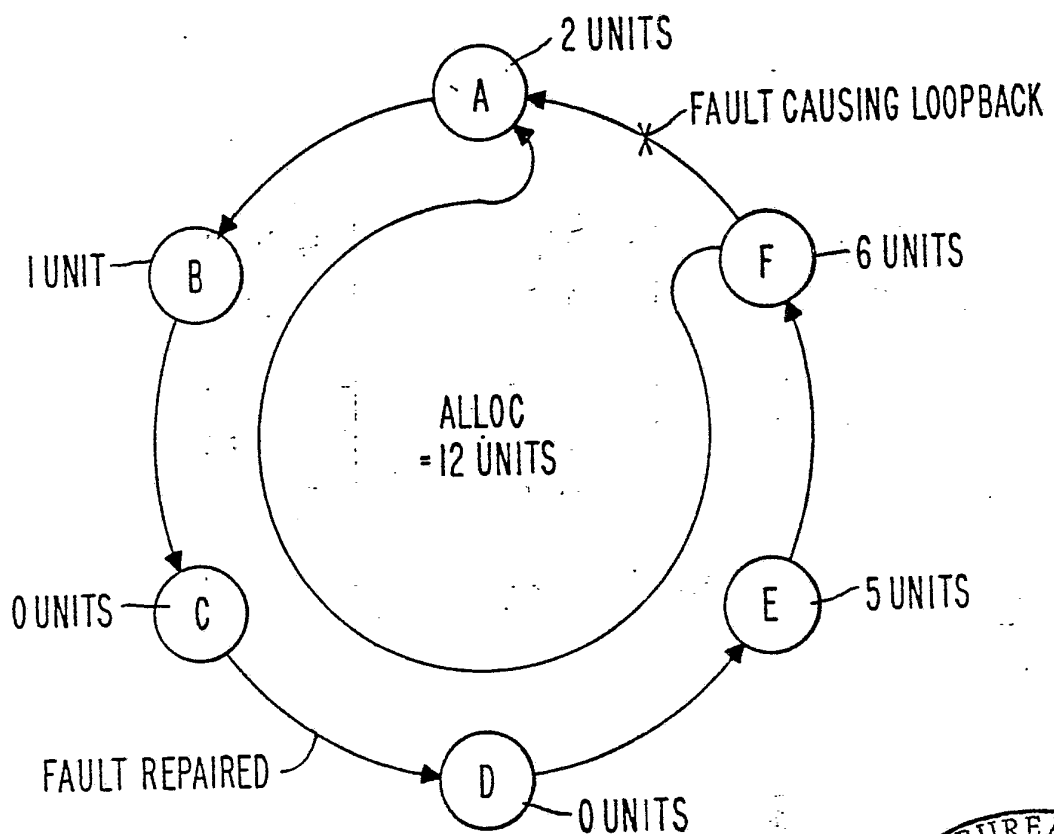 2 UNITS
A
FAULT CAUSING LOOPBACK
F
6 UNITS
1 UNIT
B
ALLOC
=12 UNITS
0 UNITS
C
E
5 UNITS
FAULT REPAIRED
D
0 UNITS